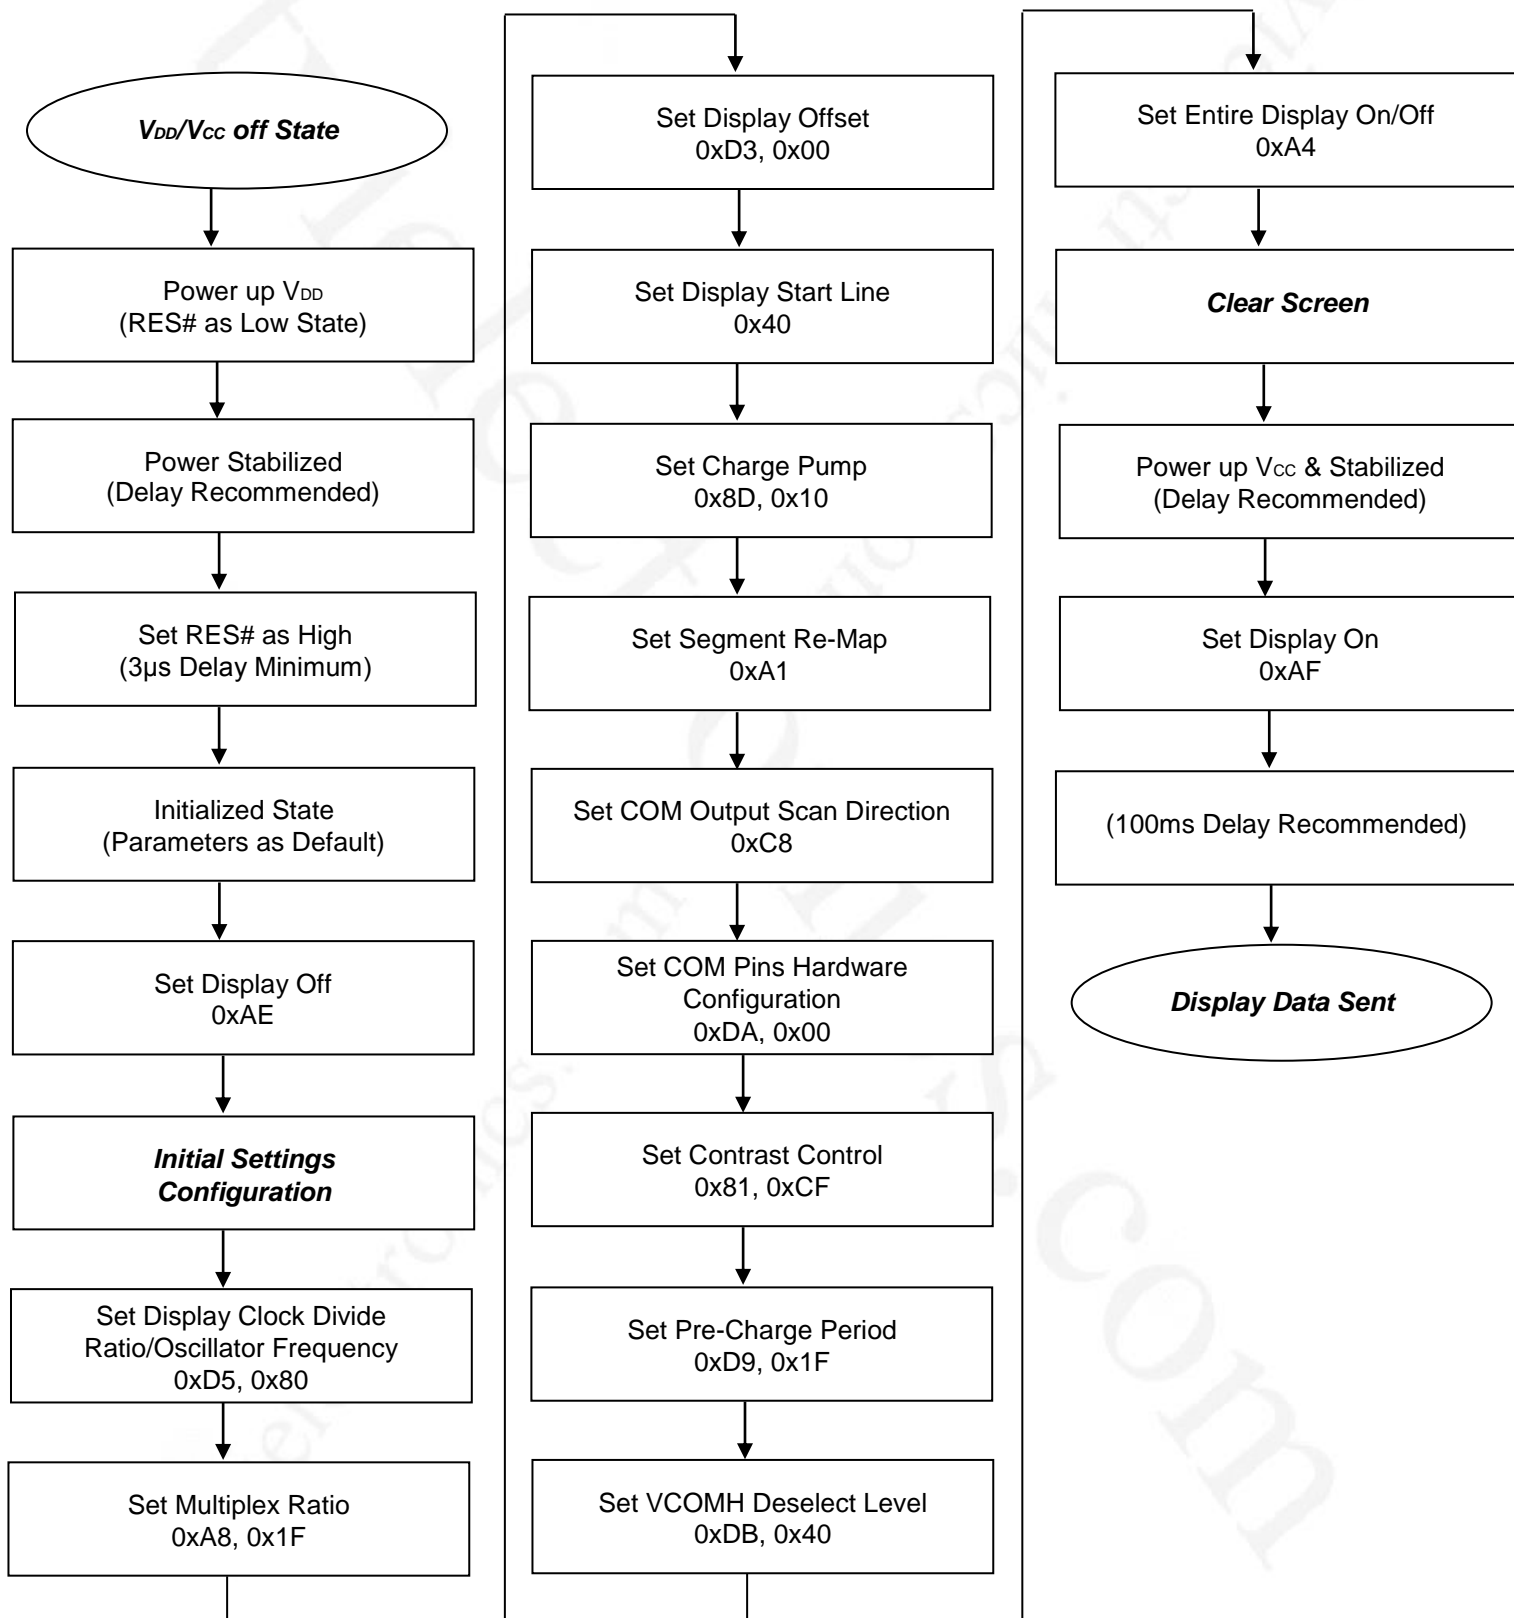 VDD/VCC off State
Power up VDD
(RES# as Low State)
Power Stabilized
(Delay Recommended)
Set RES# as High
(3μs Delay Minimum)
Initialized State
(Parameters as Default)
Set Display Off
0xAE
Initial Settings
Configuration
Set Display Clock Divide
Ratio/Oscillator Frequency
0xD5, 0x80
Set Multiplex Ratio
0xA8, 0x1F
Set Display Offset
0xD3, 0x00
Set Display Start Line
0x40
Set Charge Pump
0x8D, 0x10
Set Segment Re-Map
0xA1
Set COM Output Scan Direction
0xC8
Set COM Pins Hardware
Configuration
0xDA, 0x00
Set Contrast Control
0x81, 0xCF
Set Pre-Charge Period
0xD9, 0x1F
Set VCOMH Deselect Level
0xDB, 0x40
Set Entire Display On/Off
0xA4
Clear Screen
Power up VCC & Stabilized
(Delay Recommended)
Set Display On
0xAF
(100ms Delay Recommended)
Display Data Sent